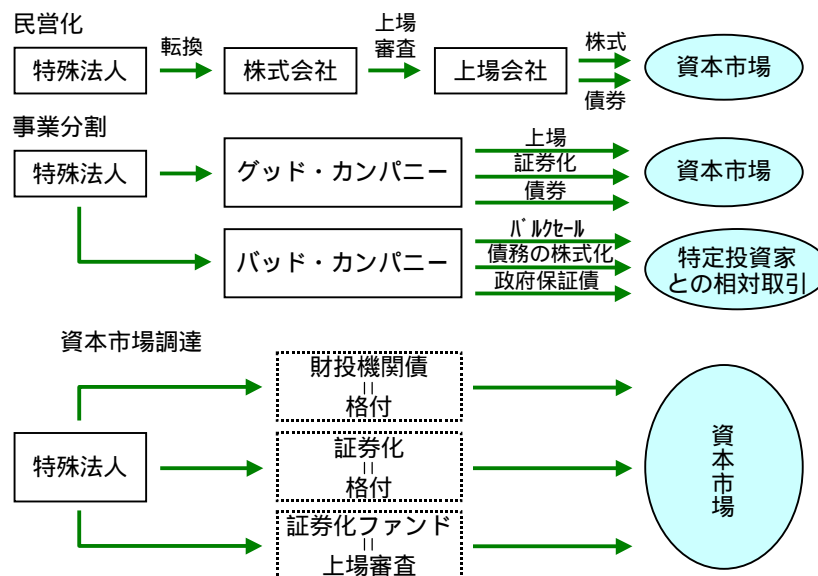 民営化
特殊法人
転換
株式会社
上場
審査
上場会社
株式
債券
資本市場
事業分割
特殊法人
グッド・カンパニー
上場
証券化
債券
資本市場
バッド・カンパニー
ﾊﾞﾙｸｾｰﾙ
債務の株式化
政府保証債
特定投資家
との相対取引
資本市場調達
特殊法人
財投機関債
=
格付
証券化
=
格付
証券化ファンド
=
上場審査
資本市場